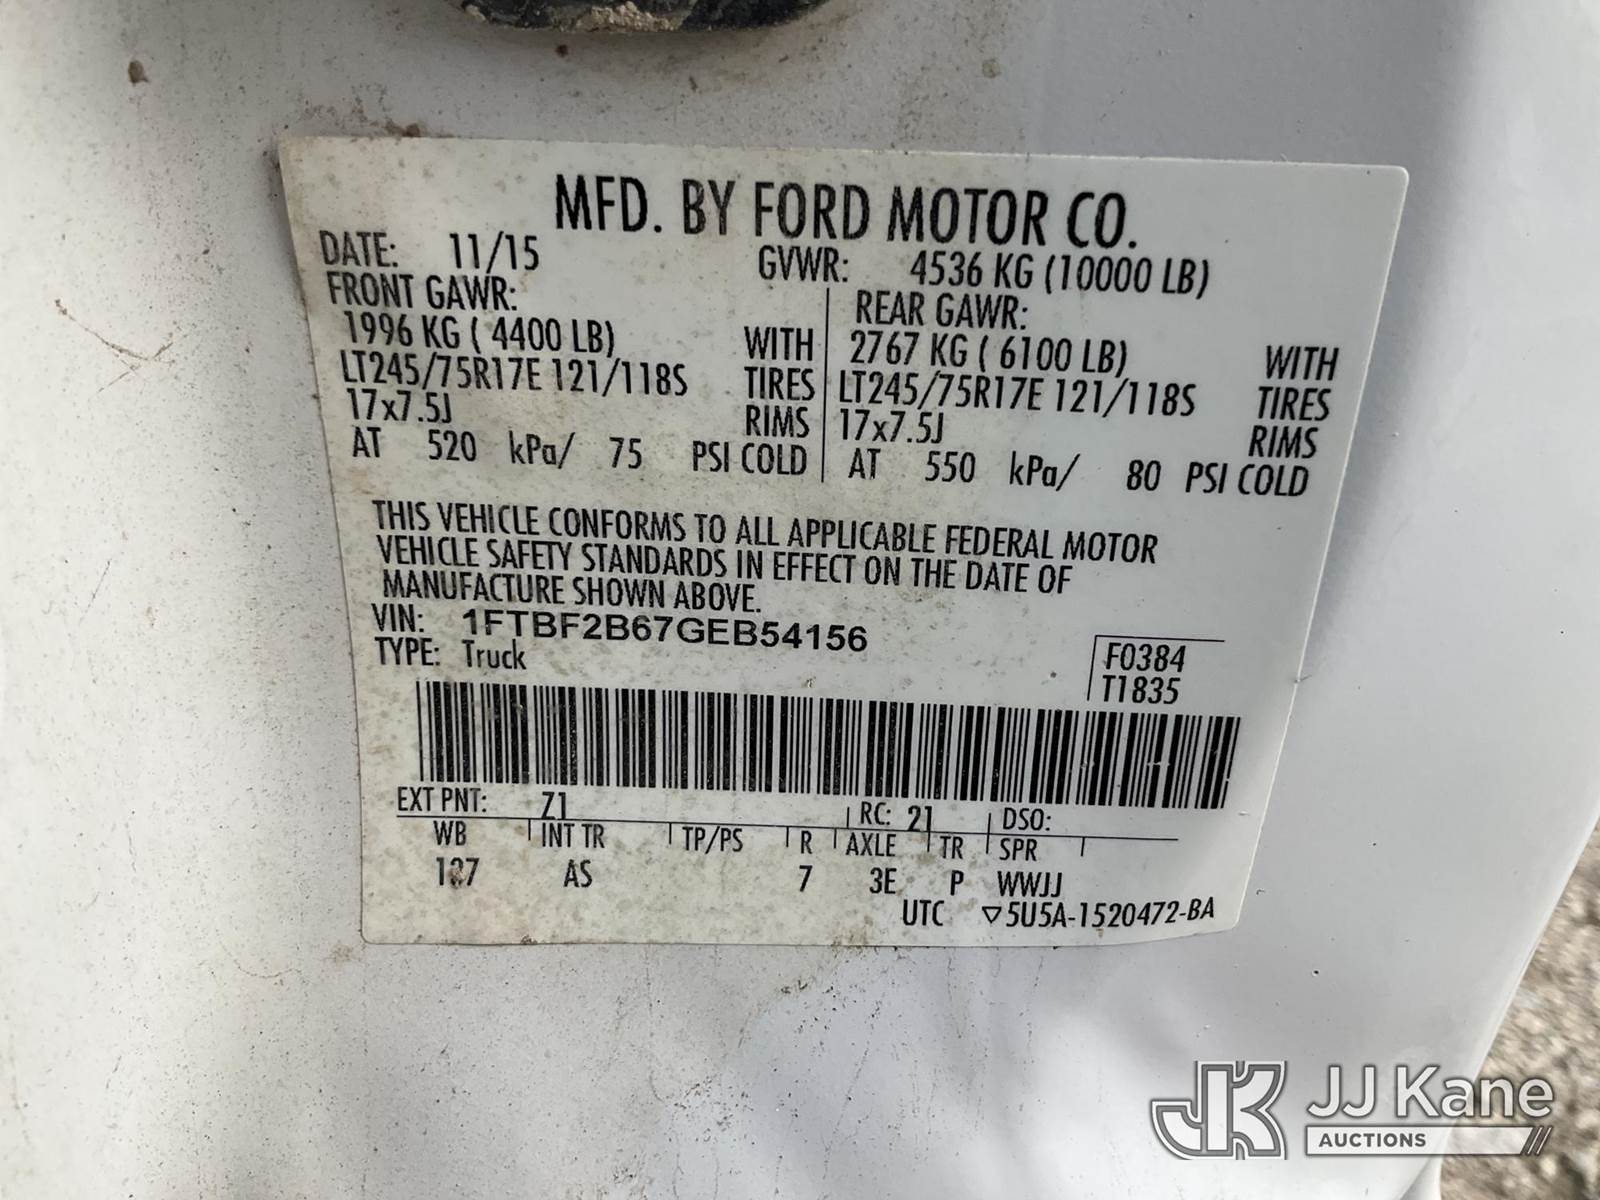 MFD. BY FORD MOTOR CO.
DATE: 11/15 GVWR: 4536 KG (10000 LB)
FRONT GAWR: REAR GAWR:
1996 KG ( 4400 LB) WITH 2767 KG ( 6100 LB) WITH
LT245/75R17E 121/118S TIRES LT245/75R17E 121/118S TIRES
17x7.5J RIMS 17x7.5J RIMS
AT 520 kPa/ 75 PSI COLD AT 550 kPa/ 80 PSI COLD
THIS VEHICLE CONFORMS TO ALL APPLICABLE FEDERAL MOTOR
VEHICLE SAFETY STANDARDS IN EFFECT ON THE DATE OF
MANUFACTURE SHOWN ABOVE.
VIN: 1FTBF2B67GEB54156
TYPE: Truck
F0384
T1835
EXT PNT: Z1 RC: 21 DSO:
WB INT TR TP/PS R AXLE TR SPR
137 AS 7 3E P WWJJ
UTC ▽5U5A-1520472-BA
JK JJ Kane
AUCTIONS